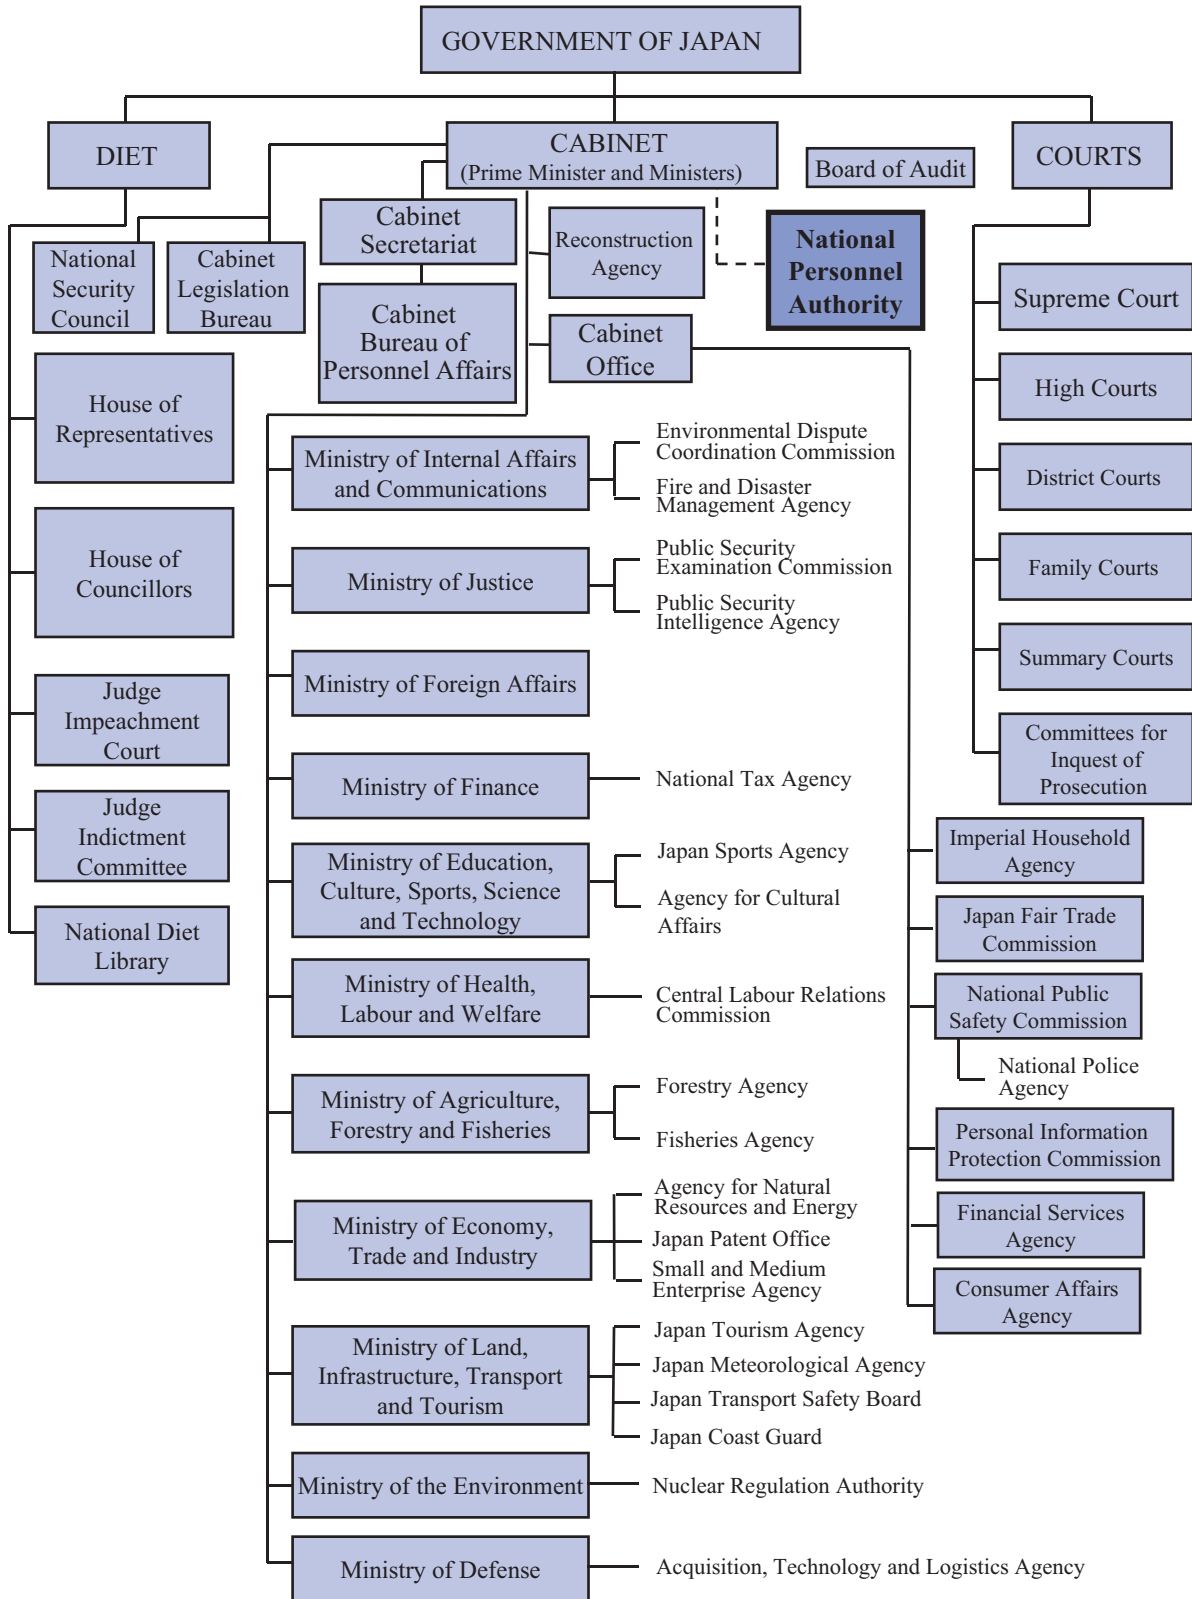 GOVERNMENT OF JAPAN
DIET
CABINET
(Prime Minister and Ministers)
Board of Audit
COURTS
National
Security
Council
Cabinet
Legislation
Bureau
Cabinet
Secretariat
Cabinet
Bureau of
Personnel Affairs
Reconstruction
Agency
Cabinet
Office
National
Personnel
Authority
House of
Representatives
House of
Councillors
Judge
Impeachment
Court
Judge
Indictment
Committee
National Diet
Library
Ministry of Internal Affairs
and Communications
Environmental Dispute
Coordination Commission
Fire and Disaster
Management Agency
Ministry of Justice
Public Security
Examination Commission
Public Security
Intelligence Agency
Ministry of Foreign Affairs
Ministry of Finance
National Tax Agency
Ministry of Education,
Culture, Sports, Science
and Technology
Japan Sports Agency
Agency for Cultural
Affairs
Ministry of Health,
Labour and Welfare
Central Labour Relations
Commission
Ministry of Agriculture,
Forestry and Fisheries
Forestry Agency
Fisheries Agency
Ministry of Economy,
Trade and Industry
Agency for Natural
Resources and Energy
Japan Patent Office
Small and Medium
Enterprise Agency
Ministry of Land,
Infrastructure, Transport
and Tourism
Japan Tourism Agency
Japan Meteorological Agency
Japan Transport Safety Board
Japan Coast Guard
Ministry of the Environment
Nuclear Regulation Authority
Ministry of Defense
Acquisition, Technology and Logistics Agency
Supreme Court
High Courts
District Courts
Family Courts
Summary Courts
Committees for
Inquest of
Prosecution
Imperial Household
Agency
Japan Fair Trade
Commission
National Public
Safety Commission
National Police
Agency
Personal Information
Protection Commission
Financial Services
Agency
Consumer Affairs
Agency